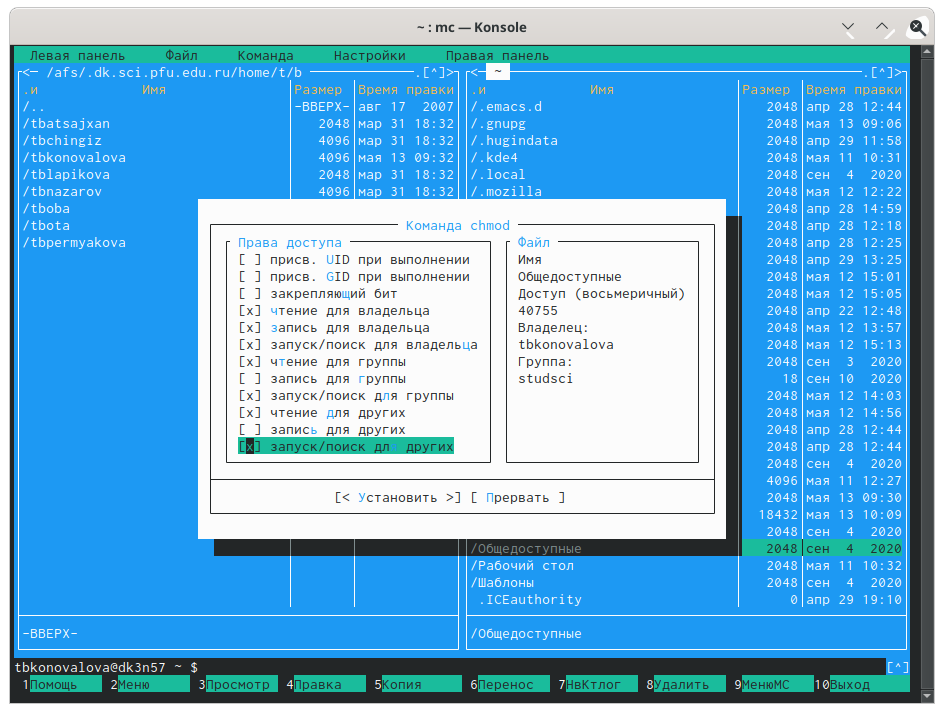 ~ : mc — Konsole
Левая панель Файл Команда Настройки Правая панель
<— /afs/.dk.sci.pfu.edu.ru/home/t/b .[^]> <— ~ .[^]>
.и Имя Размер Время правки .и Имя Размер Время правки
/.. -ВВЕРХ- авг 17 2007 /.emacs.d 2048 апр 28 12:44
/tbatsajxan 2048 мар 31 18:32 /.gnupg 2048 мая 13 09:06
/tbchingiz 4096 мар 31 18:32 /.hugindata 2048 апр 29 11:58
/tbkonovalova 4096 мая 13 09:32 /.kde4 2048 мая 11 10:31
/tblapikova 2048 мар 31 18:32 /.local 2048 сен 4 2020
/tbnazarov 4096 мар 31 18:32 /.mozilla 2048 мая 12 12:22
/tboba 2048 апр 28 14:59
/tbota Команда chmod 2048 апр 28 12:18
/tbpermyakova Права доступа Файл 2048 апр 28 12:25
[ ] присв. UID при выполнении Имя 2048 апр 29 13:25
[ ] присв. GID при выполнении Общедоступные 2048 мая 12 15:01
[ ] закрепляющий бит Доступ (восьмеричный) 2048 мая 12 15:05
[x] чтение для владельца 40755 2048 апр 22 12:48
[x] запись для владельца Владелец: 2048 мая 12 13:57
[x] запуск/поиск для владельца tbkonovalova 2048 мая 12 15:13
[x] чтение для группы Группа: 2048 сен 3 2020
[ ] запись для группы studsci 18 сен 10 2020
[x] запуск/поиск для группы 2048 мая 12 14:03
[x] чтение для других 2048 мая 12 14:56
[ ] запись для других 2048 апр 28 12:44
[x] запуск/поиск для других 2048 апр 28 12:44
2048 сен 4 2020
4096 мая 11 12:27
[< Установить >] [ Прервать ] 2048 мая 13 09:30
18432 мая 13 10:09
2048 сен 4 2020
/Общедоступные 2048 сен 4 2020
/Рабочий стол 2048 мая 11 10:32
/Шаблоны 2048 сен 4 2020
.ICEauthority 0 апр 29 19:10
-ВВЕРХ- /Общедоступные
tbkonovalova@dk3n57 ~ $ [^]
1Помощь 2Меню 3Просмотр 4Правка 5Копия 6Перенос 7НвКтлог 8Удалить 9МенюMC 10Выход